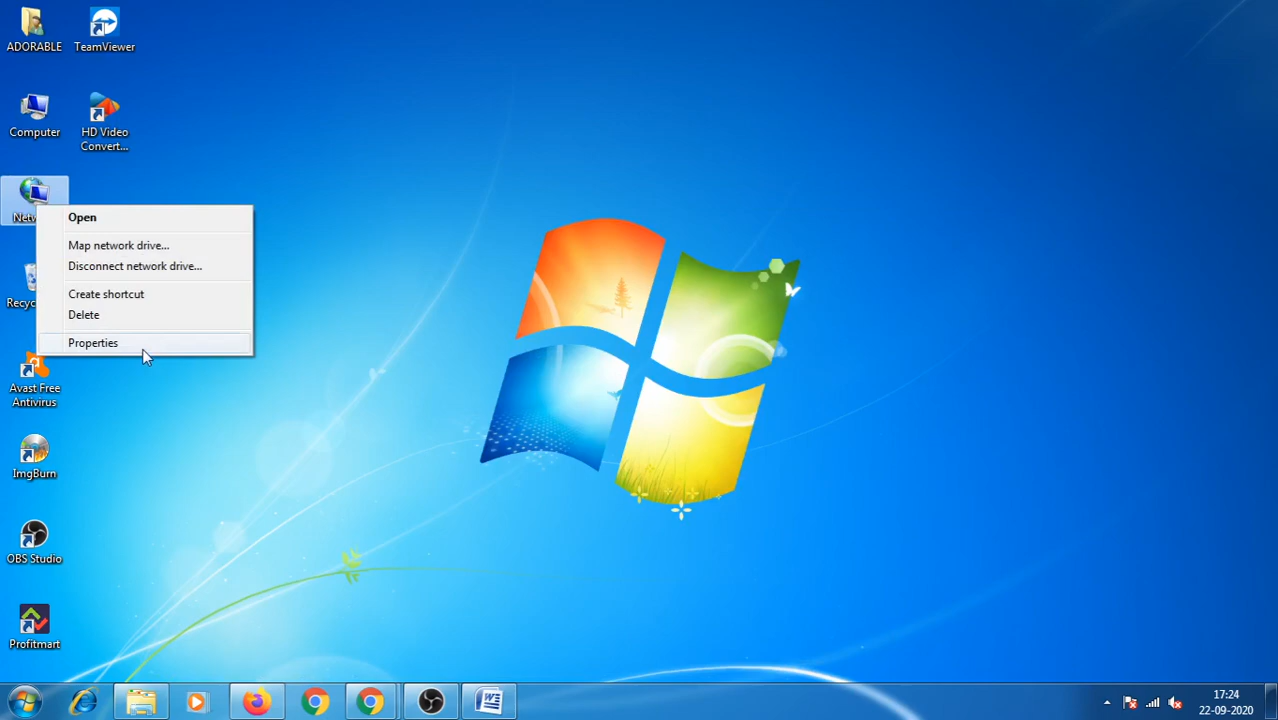 ADORABLE
TeamViewer
Computer
HD Video
Convert...
Open
Map network drive...
Disconnect network drive...
Create shortcut
Delete
Properties
Avast Free
Antivirus
ImgBurn
OBS Studio
Profitmart
17:24
22-09-2020